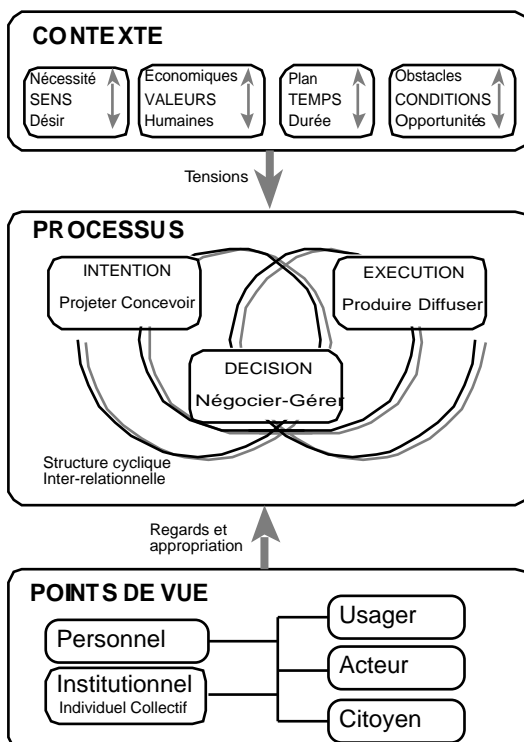 CONTEXTE
Nécessité
SENS
Désir
Economiques
VALEURS
Humaines
Plan
TEMPS
Durée
Obstacles
CONDITIONS
Opportunités
Tensions
PROCESSUS
INTENTION
Projeter Concevoir
EXECUTION
Produire Diffuser
DECISION
Négocier-Gérer
Structure cyclique
Inter-relationnelle
Regards et
appropriation
POINTS DE VUE
Personnel
Institutionnel
Individuel Collectif
Usager
Acteur
Citoyen